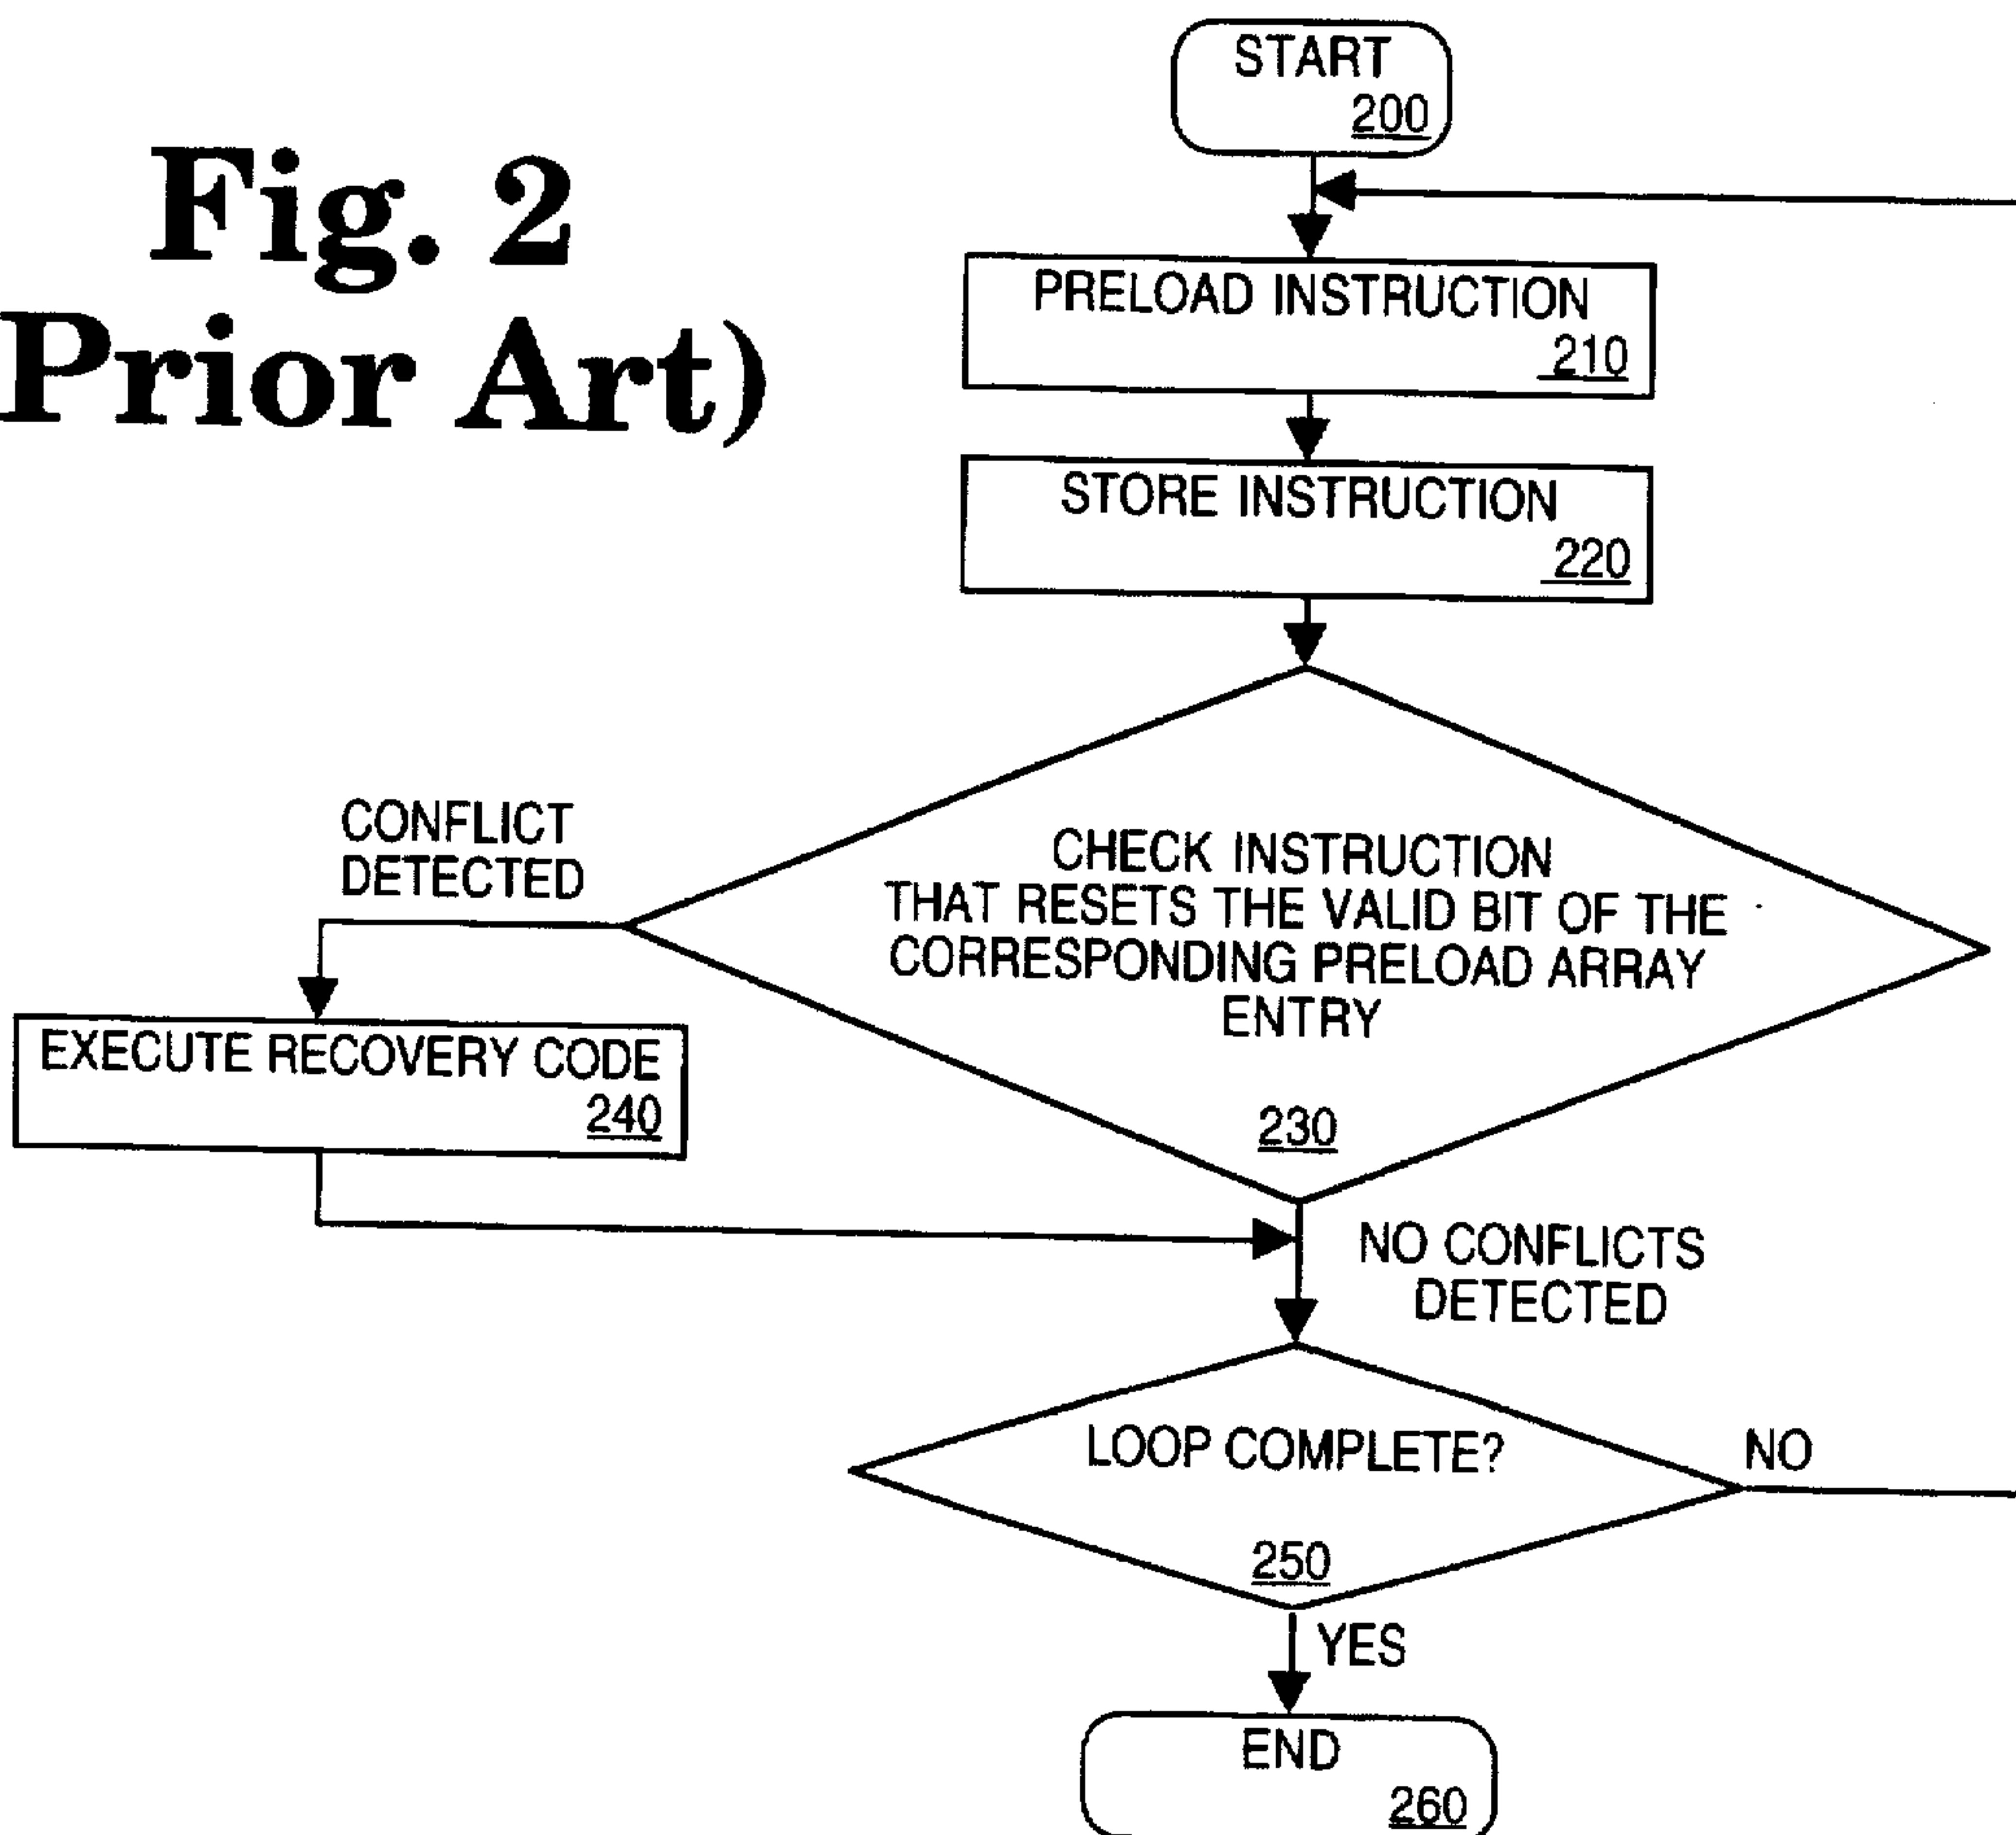 Fig. 2
Prior Art)
START
200
PRELOAD INSTRUCTION
210
STORE INSTRUCTION
220
CONFLICT
DETECTED
CHECK INSTRUCTION
THAT RESETS THE VALID BIT OF THE
CORRESPONDING PRELOAD ARRAY
ENTRY
230
EXECUTE RECOVERY CODE
240
NO CONFLICTS
DETECTED
LOOP COMPLETE?
250
NO
YES
END
260